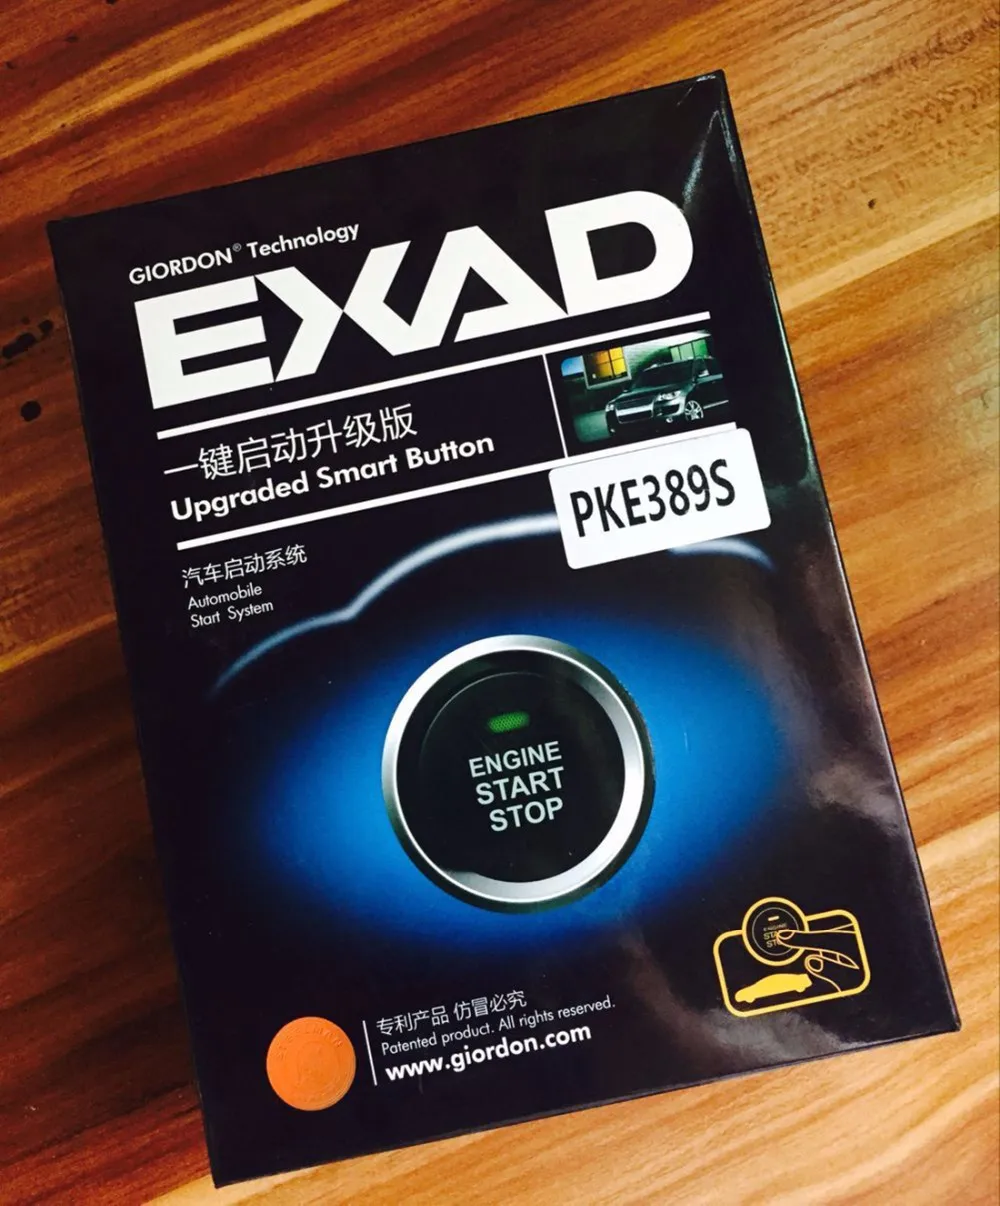 GIORDON® Technology
EXAD
一键启动升级版
Upgraded Smart Button
PKE389S
汽车启动系统
Automobile
Start System
ENGINE
START
STOP
专利产品 仿冒必究
Patented product. All rights reserved.
www.giordon.com